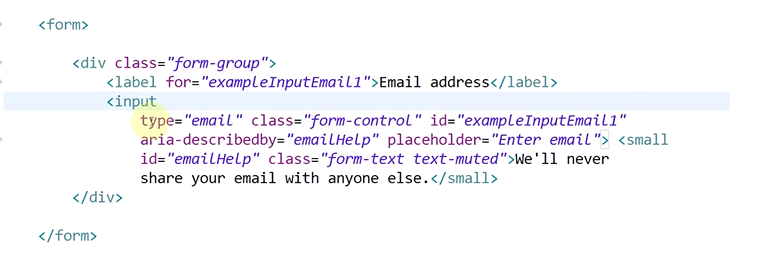 <form>
<div class="form-group">
<label for="exampleInputEmail1">Email address</label>
<input
type="email" class="form-control" id="exampleInputEmail1"
aria-describedby="emailHelp" placeholder="Enter email"> <small
id="emailHelp" class="form-text text-muted">We'll never
share your email with anyone else.</small>
</div>
</form>